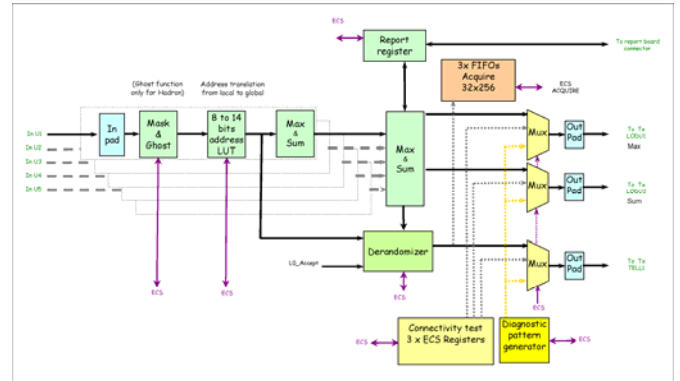 ECS
Report
register
To report board
connector
3x FIFOs
Acquire
32x256
ECS
ACQUIRE
(Ghost function
only for Hadron)
Address translation
from local to global
In U1
In U2
In U3
In U4
In U5
In
pad
Mask
&
Ghost
8 to 14
bits
address
LUT
Max
&
Sum
Max
&
Sum
Mux
Out
Pad
Max
Mux
Out
Pad
Sum
Derandomizer
L0_Accept
Mux
Out
Pad
TELL1
ECS
ECS
ECS
ECS
ECS
Connectivity test
3 x ECS Registers
Diagnostic
pattern
generator
ECS